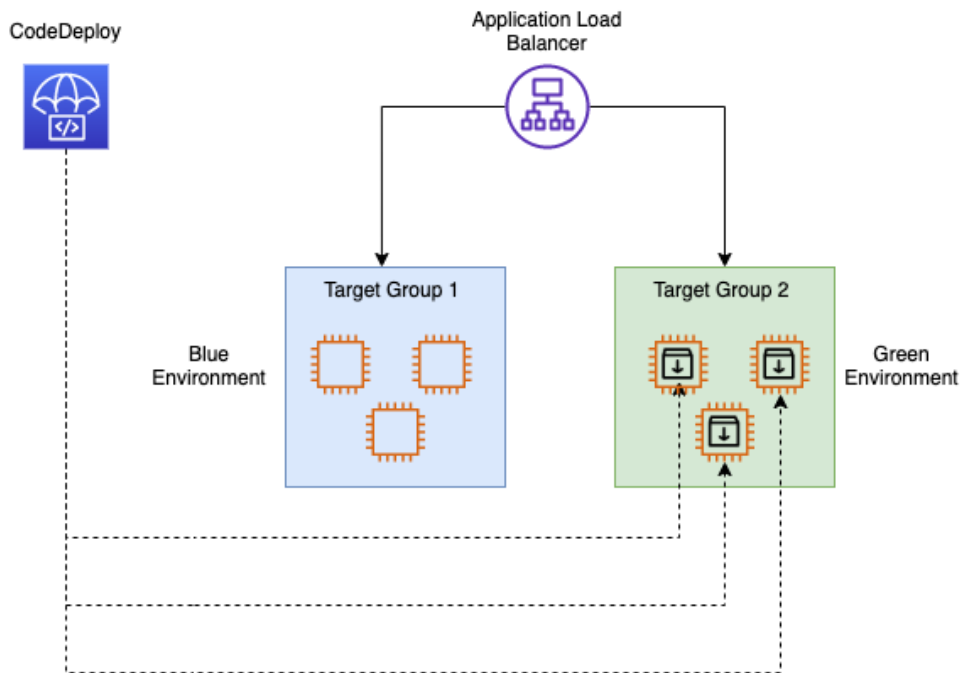 CodeDeploy
Application Load
Balancer
</>
Target Group 1
Target Group 2
Blue
Environment
Green
Environment